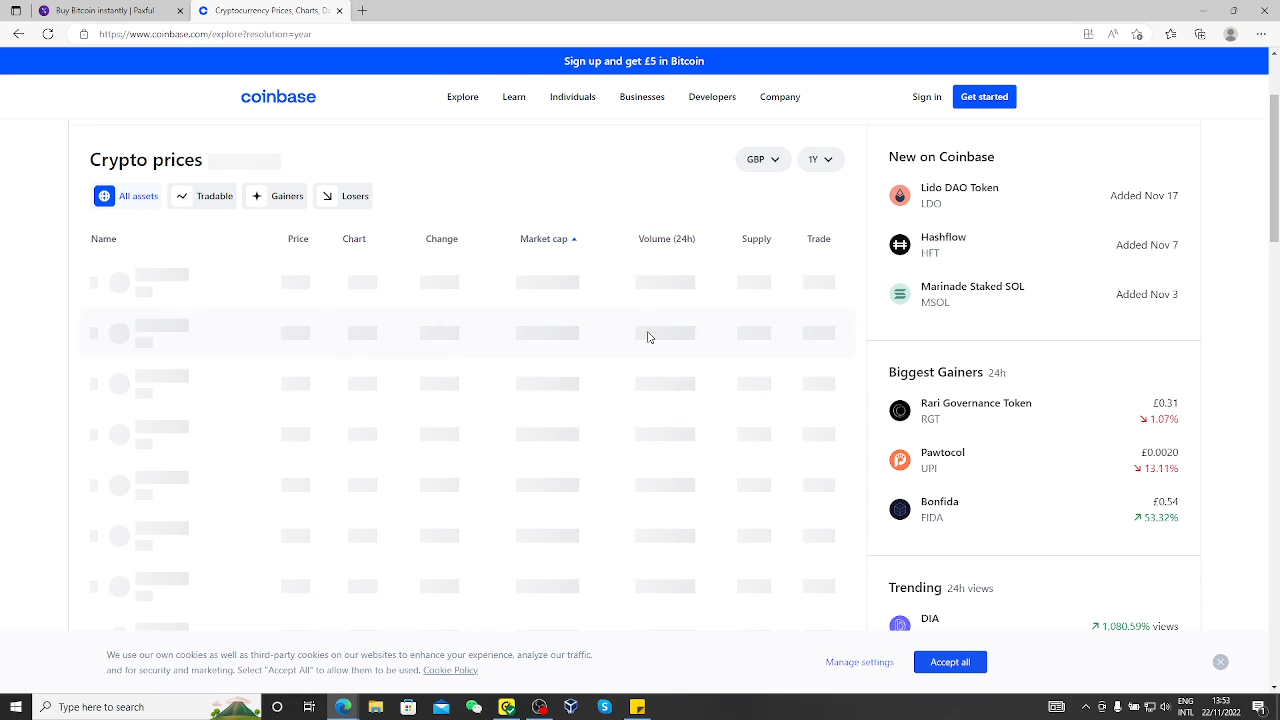 Buy Bitcoin instantly | Paxful
Cryptocurrency Prices, Charts, Da
https://www.coinbase.com/explore?resolution=year
Sign up and get £5 in Bitcoin
coinbase
Explore Learn Individuals Businesses Developers Company
Sign in Get started
Crypto prices
GBP 1Y
All assets Tradable Gainers Losers
Name Price Chart Change Market cap Volume (24h) Supply Trade
New on Coinbase
Lido DAO Token
LDO
Added Nov 17
Hashflow
HFT
Added Nov 7
Marinade Staked SOL
MSOL
Added Nov 3
Biggest Gainers 24h
Rari Governance Token £0.31
RGT ↘ 1.07%
Pawtocol £0.0020
UPI ↘ 13.11%
Bonfida £0.54
FIDA ↗ 53.32%
Trending 24h views
DIA
↗ 1,080.59% views
We use our own cookies as well as third-party cookies on our websites to enhance your experience, analyze our traffic,
and for security and marketing. Select "Accept All" to allow them to be used. Cookie Policy
Manage settings Accept all
Type here to search
ENG
INTL
13:53
22/11/2022